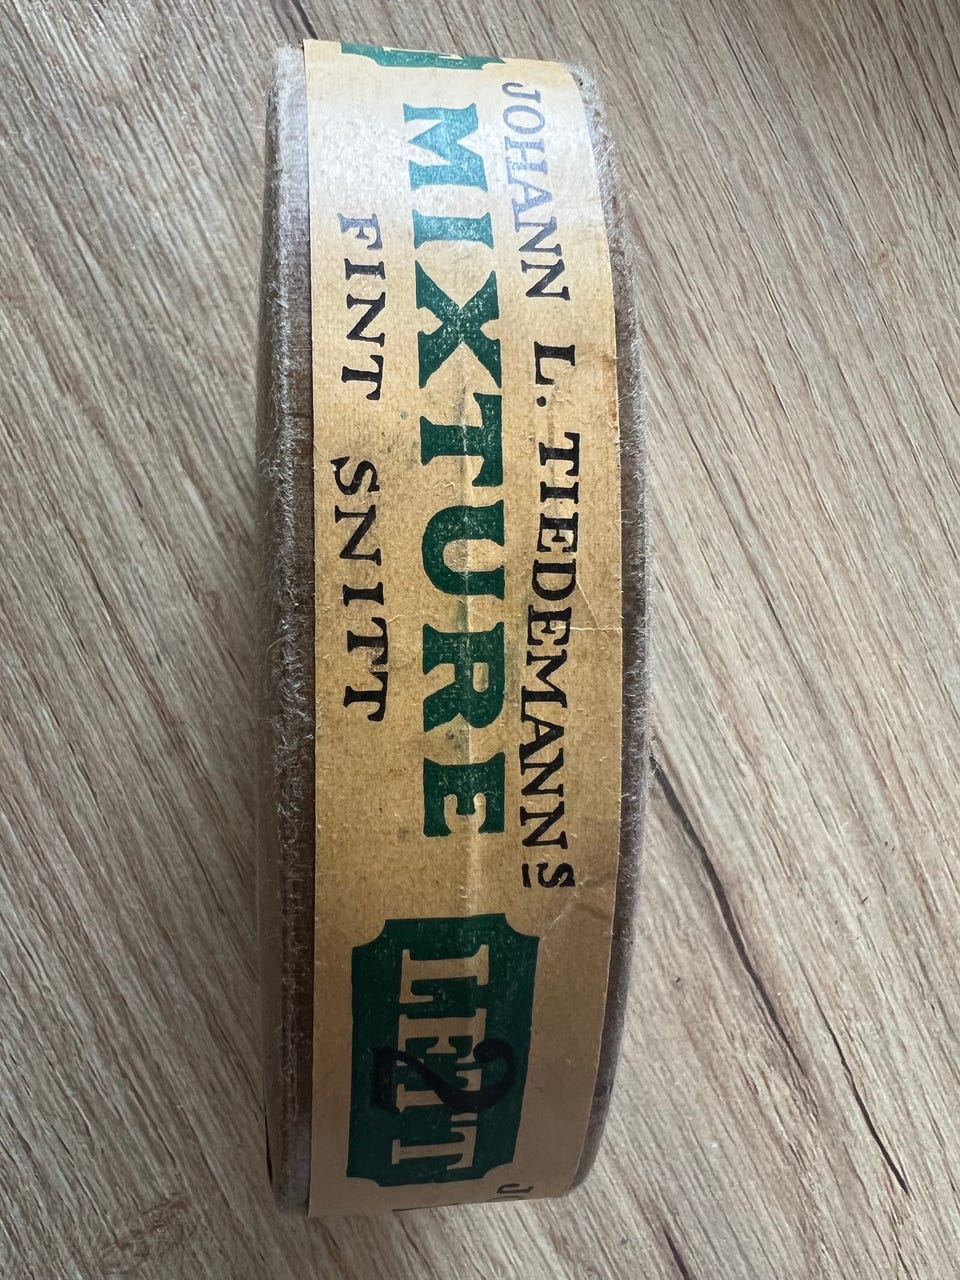 JOHANN L. TIEDEMANNS
MIXTURE
FINT SNITT
LETT
2